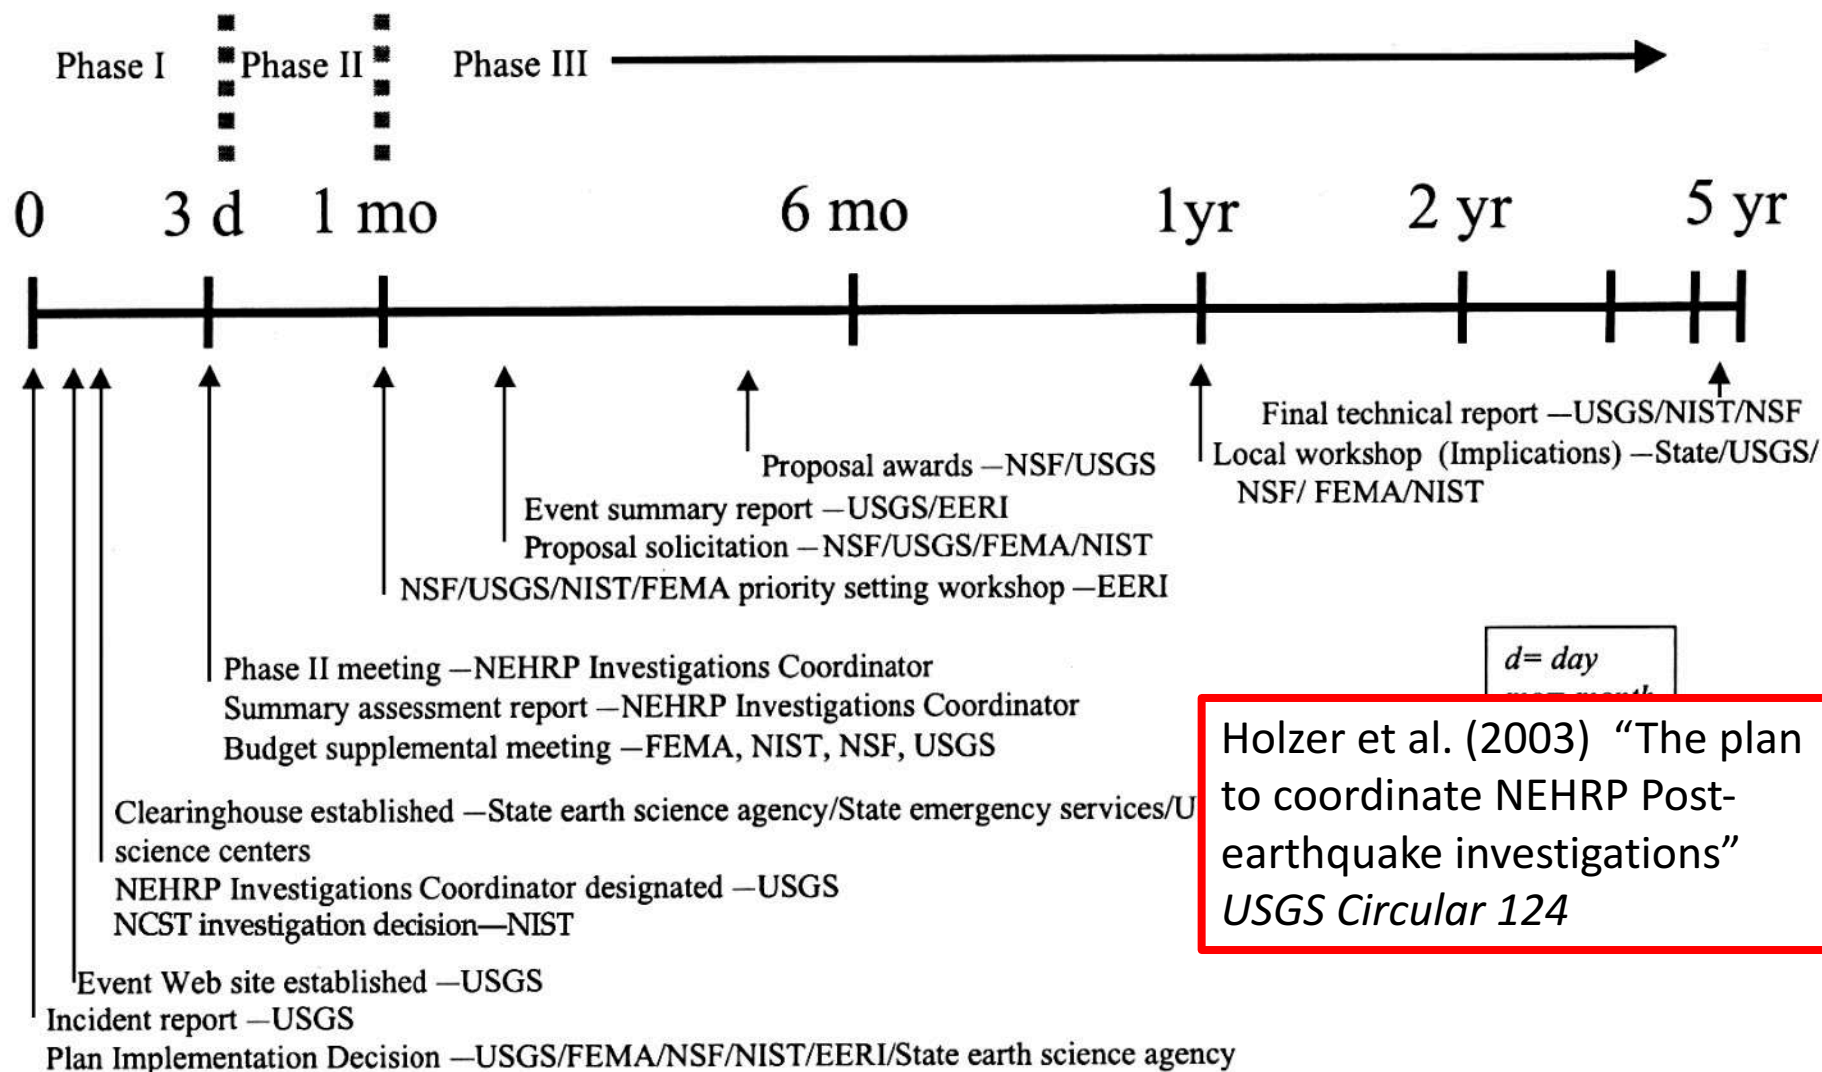 Phase I Phase II Phase III
0 3 d 1 mo 6 mo 1yr 2 yr 5 yr
Final technical report —USGS/NIST/NSF
Local workshop (Implications) —State/USGS/
NSF/ FEMA/NIST
Proposal awards —NSF/USGS
Event summary report —USGS/EERI
Proposal solicitation —NSF/USGS/FEMA/NIST
NSF/USGS/NIST/FEMA priority setting workshop —EERI
Phase II meeting —NEHRP Investigations Coordinator
Summary assessment report —NEHRP Investigations Coordinator
Budget supplemental meeting —FEMA, NIST, NSF, USGS
d= day
Clearinghouse established —State earth science agency/State emergency services/U
science centers
NEHRP Investigations Coordinator designated —USGS
NCST investigation decision—NIST
Event Web site established —USGS
Incident report —USGS
Plan Implementation Decision —USGS/FEMA/NSF/NIST/EERI/State earth science agency
Holzer et al. (2003) “The plan
to coordinate NEHRP Post-
earthquake investigations”
USGS Circular 124